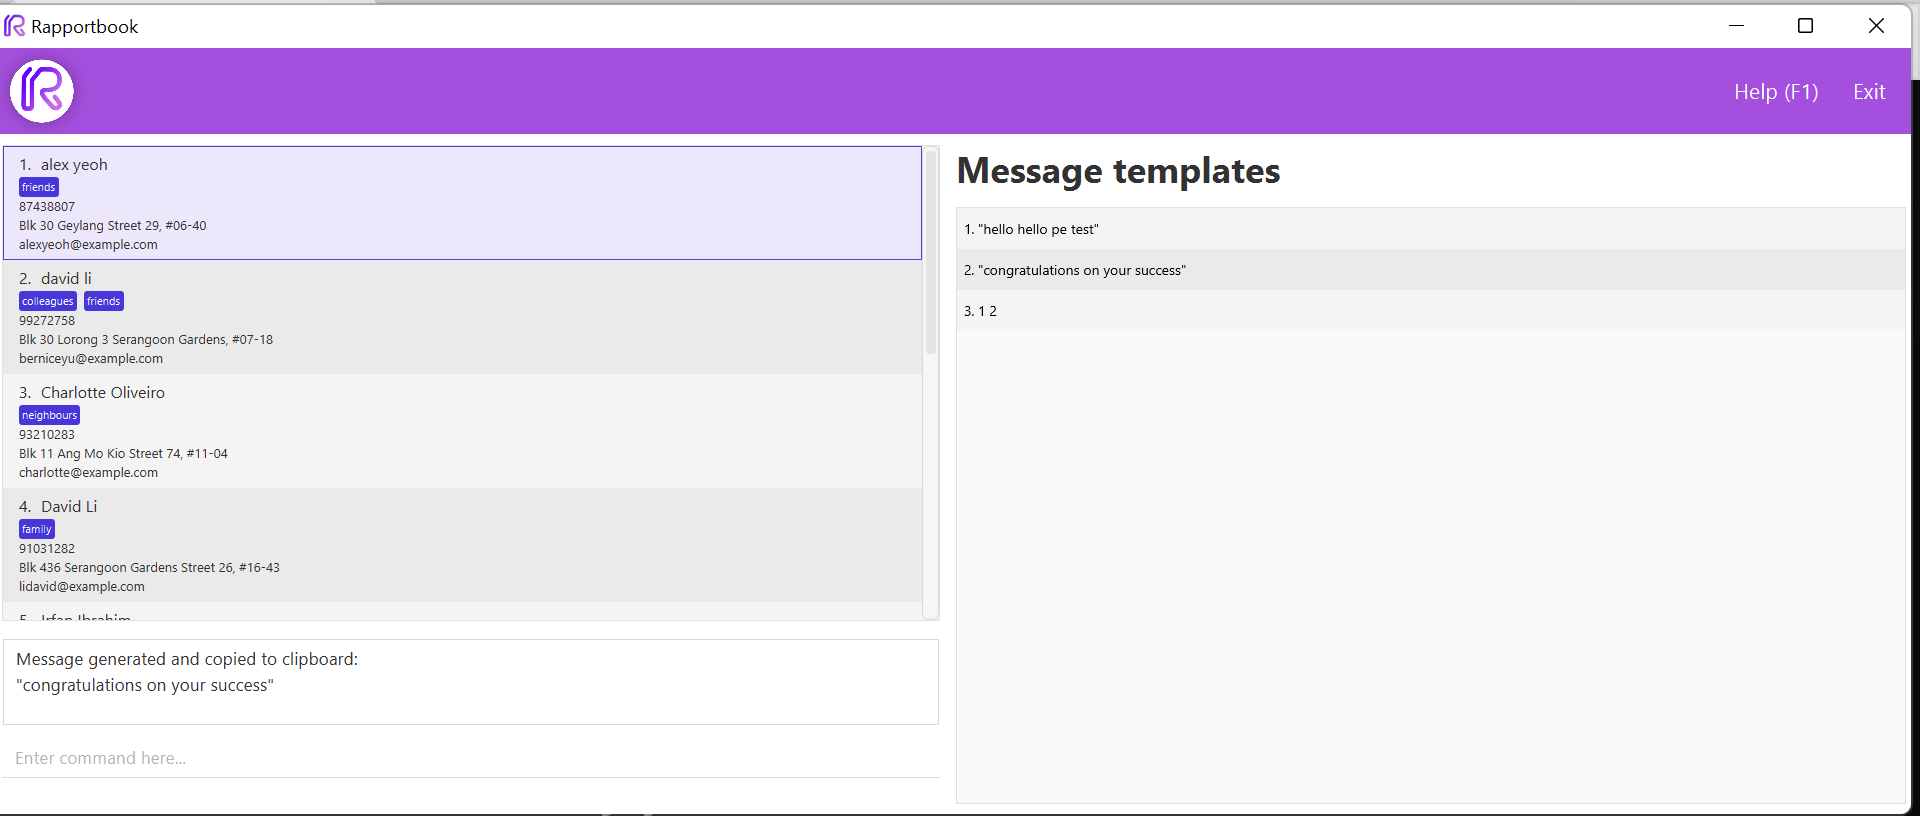 Rapportbook
Help (F1) Exit
1. alex yeoh
friends
87438807
Blk 30 Geylang Street 29, #06-40
alexyeoh@example.com
2. david li
colleagues friends
99272758
Blk 30 Lorong 3 Serangoon Gardens, #07-18
berniceyu@example.com
3. Charlotte Oliveiro
neighbours
93210283
Blk 11 Ang Mo Kio Street 74, #11-04
charlotte@example.com
4. David Li
family
91031282
Blk 436 Serangoon Gardens Street 26, #16-43
lidavid@example.com
5. Irfan Ibrahim
Message generated and copied to clipboard:
"congratulations on your success"
Enter command here...
Message templates
1. "hello hello pe test"
2. "congratulations on your success"
3. 1 2